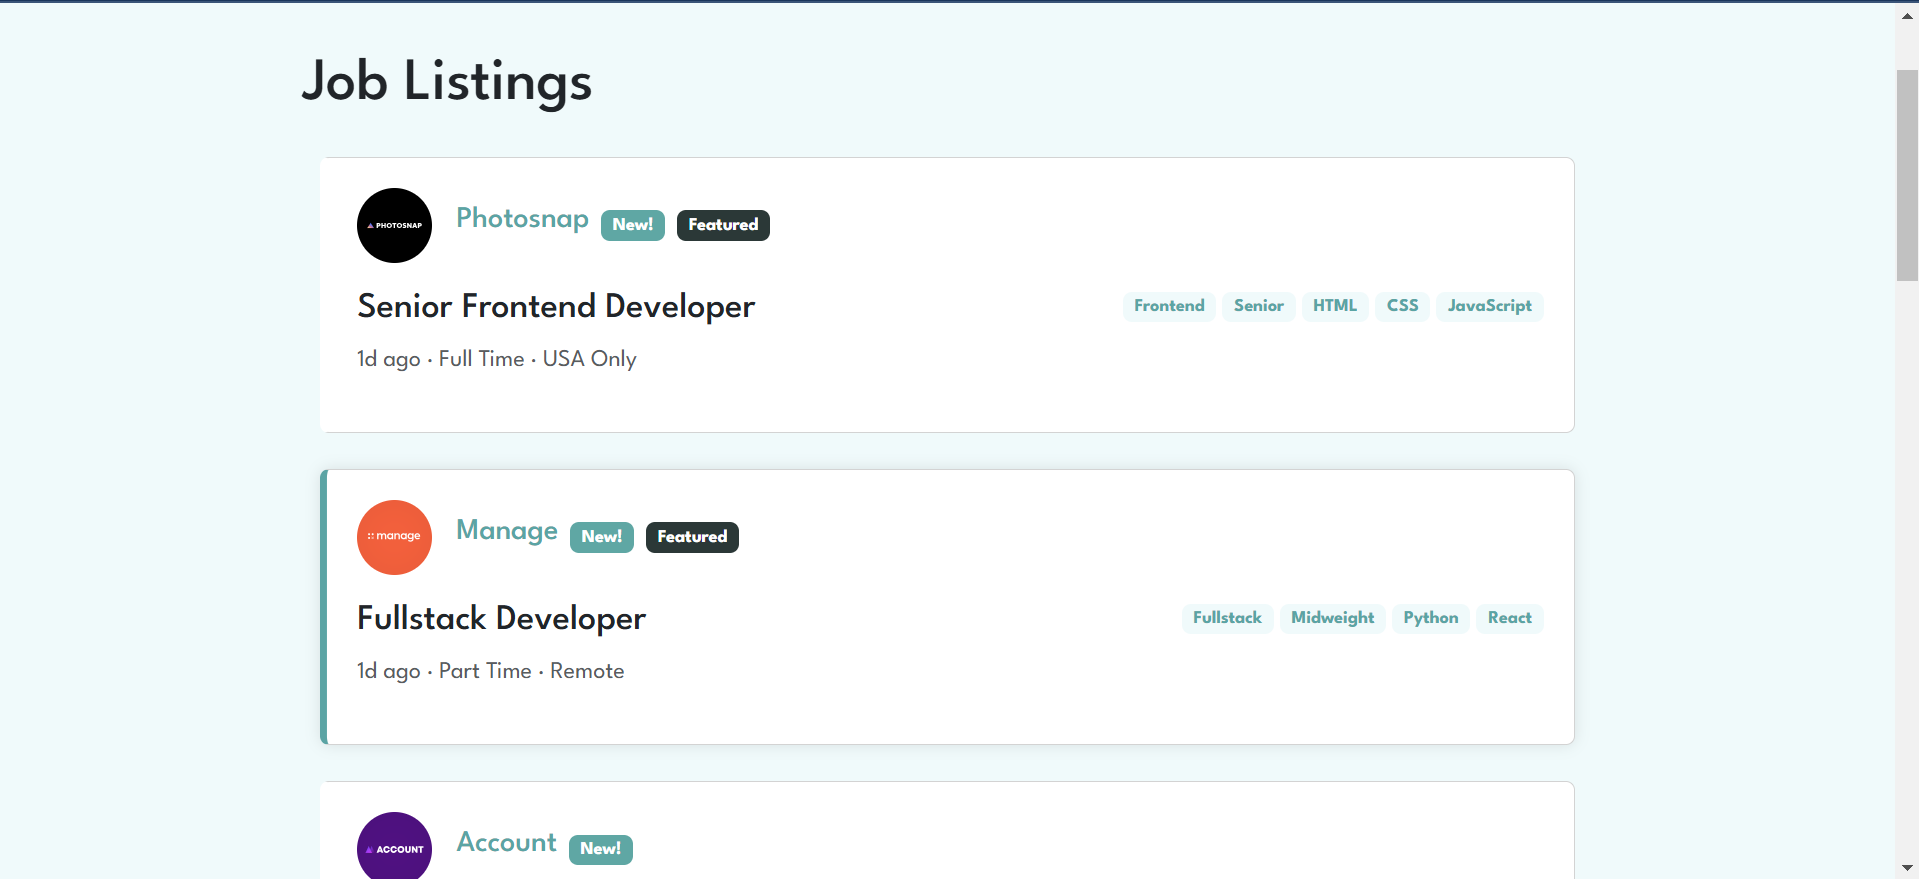 Job Listings
PHOTOSNAP
Photosnap New! Featured
Senior Frontend Developer
Frontend Senior HTML CSS JavaScript
1d ago · Full Time · USA Only
manage
Manage New! Featured
Fullstack Developer
Fullstack Midweight Python React
1d ago · Part Time · Remote
ACCOUNT
Account New!